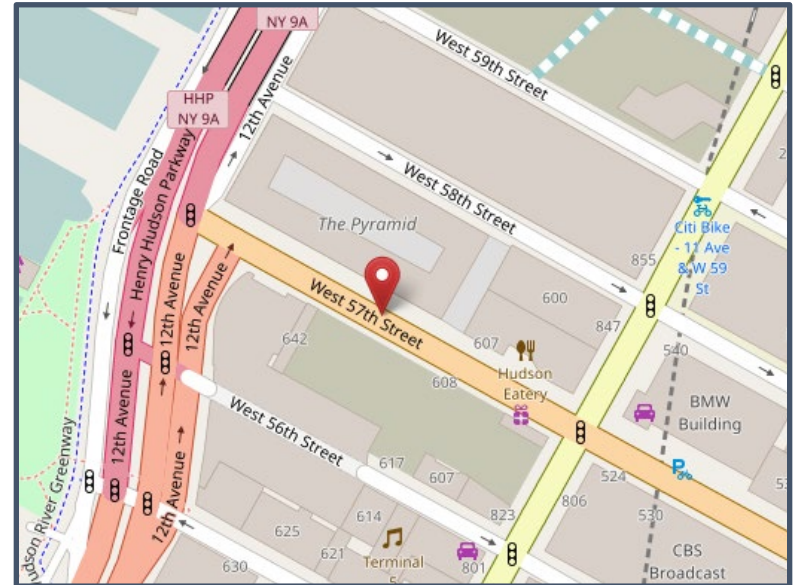 NY 9A
HHP
NY 9A
12th Avenue
West 59th Street
Frontage Road
Henry Hudson Parkway
West 58th Street
The Pyramid
Citi Bike
- 11 Ave
& W 59
St
855
2
12th Avenue
12th Avenue
West 57th Street
600
847
642
607
540
Hudson
Eatery
608
BMW
Building
12th Avenue
West 56th Street
udson River Greenway
617
607
524
53
806
530
823
12th Avenue
614
625
621
Terminal
5
630
801
CBS
Broadcast